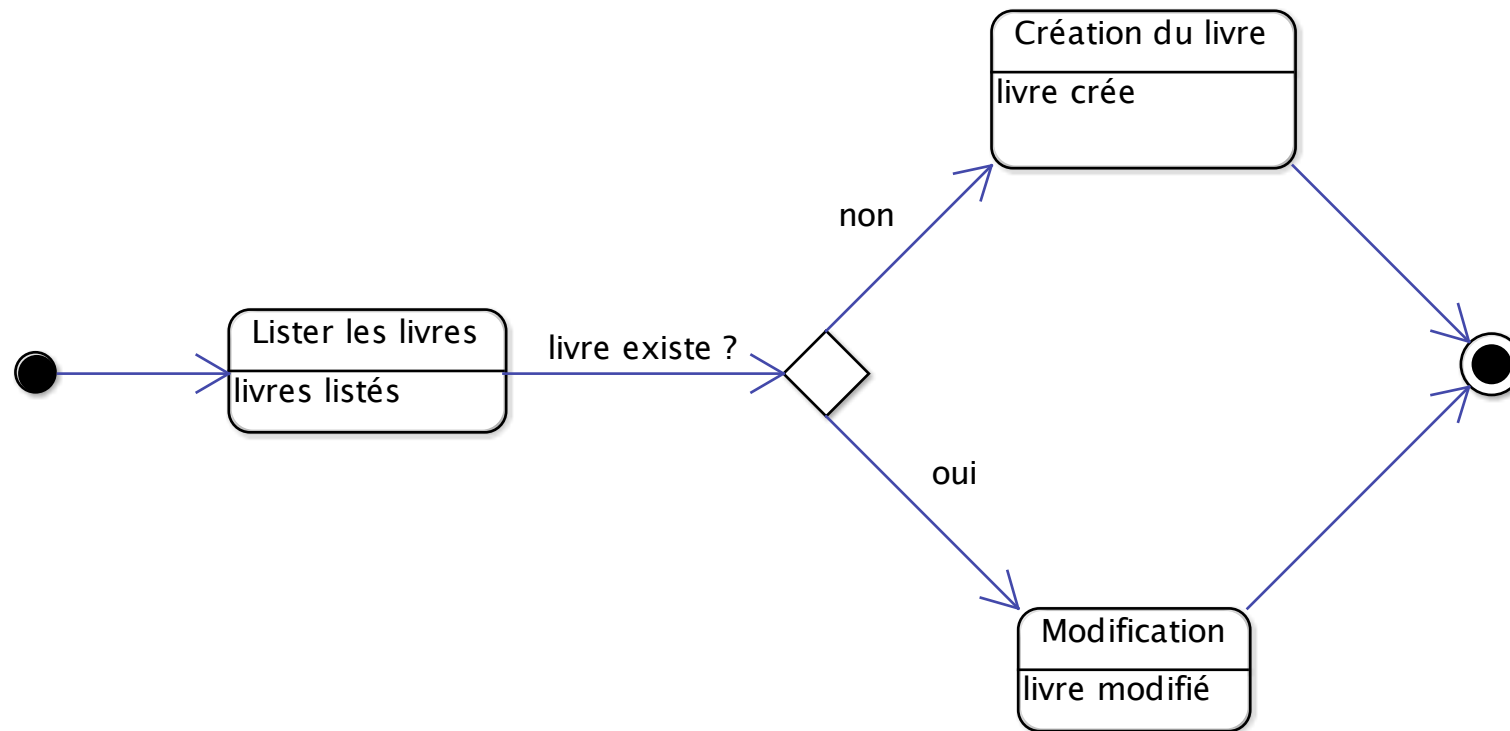 Création du livre
livre crée
non
Lister les livres
livres listés
livre existe ?
oui
Modification
livre modifié